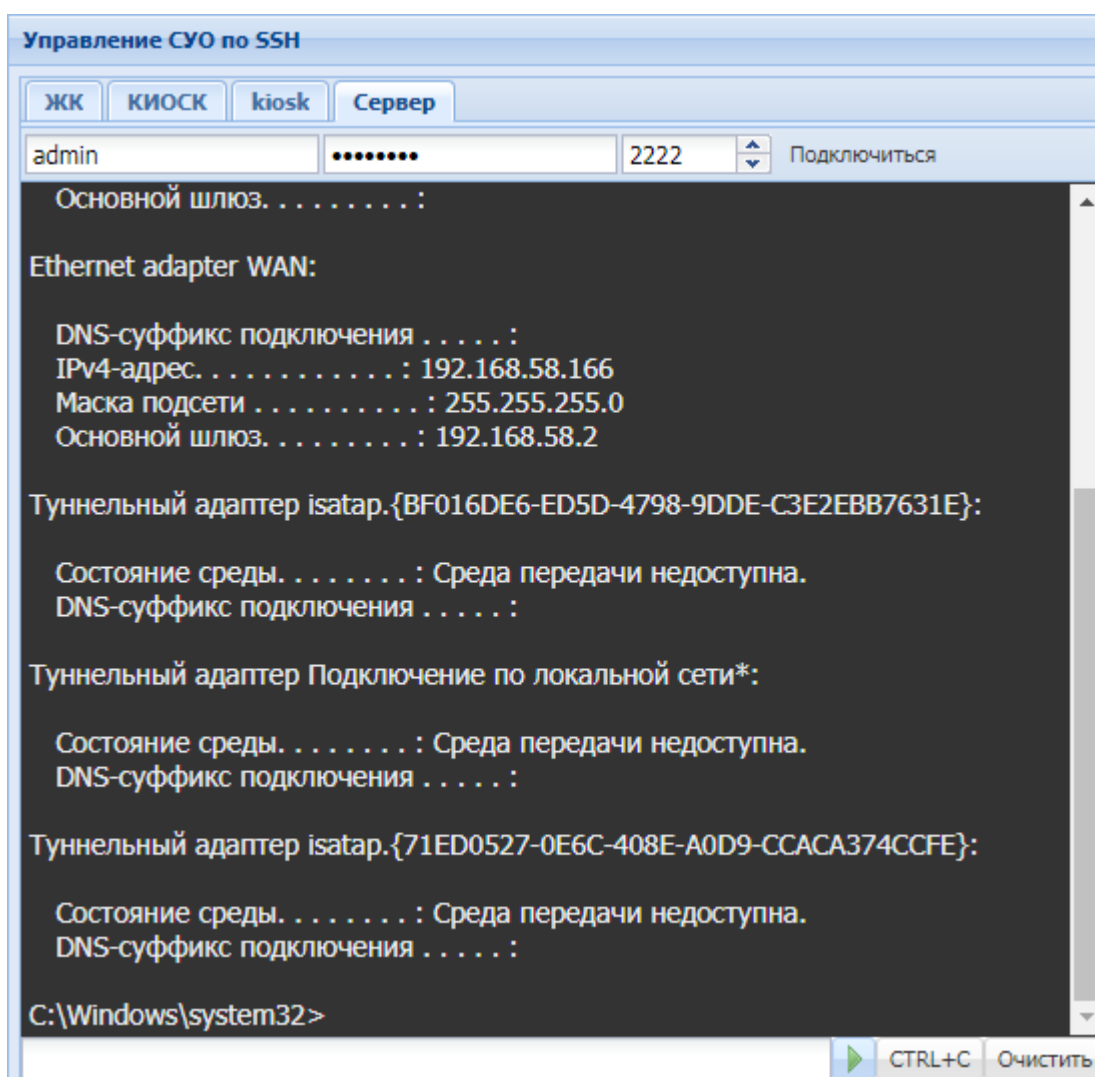 Управление СУО по SSH
ЖК КИОСК kiosk Сервер
admin •••••••• 2222 Подключиться
Основной шлюз. . . . . . . . . :
Ethernet adapter WAN:
DNS-суффикс подключения . . . . . :
IPv4-адрес. . . . . . . . . . . . : 192.168.58.166
Маска подсети . . . . . . . . . . : 255.255.255.0
Основной шлюз. . . . . . . . . : 192.168.58.2
Туннельный адаптер isatap.{BF016DE6-ED5D-4798-9DDE-C3E2EBB7631E}:
Состояние среды. . . . . . . . : Среда передачи недоступна.
DNS-суффикс подключения . . . . . :
Туннельный адаптер Подключение по локальной сети*:
Состояние среды. . . . . . . . : Среда передачи недоступна.
DNS-суффикс подключения . . . . . :
Туннельный адаптер isatap.{71ED0527-0E6C-408E-A0D9-CCACA374CCFE}:
Состояние среды. . . . . . . . : Среда передачи недоступна.
DNS-суффикс подключения . . . . . :
C:\Windows\system32>
CTRL+C Очистить